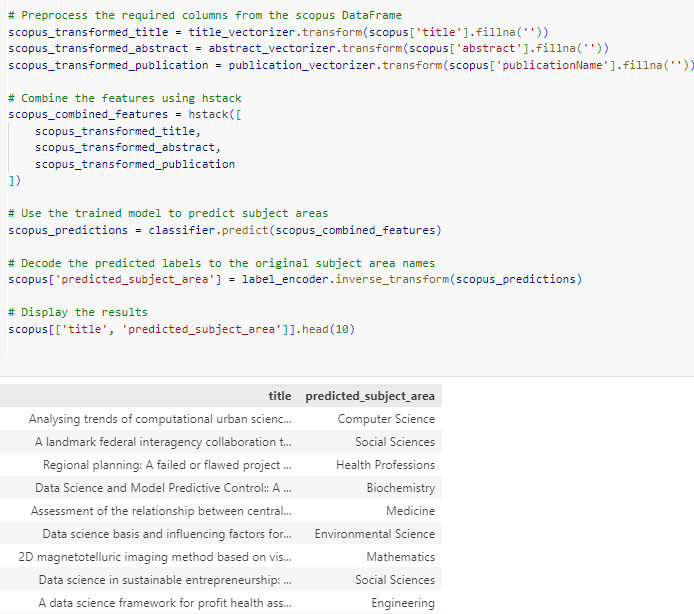 # Preprocess the required columns from the scopus DataFrame
scopus_transformed_title = title_vectorizer.transform(scopus['title'].fillna(''))
scopus_transformed_abstract = abstract_vectorizer.transform(scopus['abstract'].fillna(''))
scopus_transformed_publication = publication_vectorizer.transform(scopus['publicationName'].fillna(''))
# Combine the features using hstack
scopus_combined_features = hstack([
    scopus_transformed_title,
    scopus_transformed_abstract,
    scopus_transformed_publication
])
# Use the trained model to predict subject areas
scopus_predictions = classifier.predict(scopus_combined_features)
# Decode the predicted labels to the original subject area names
scopus['predicted_subject_area'] = label_encoder.inverse_transform(scopus_predictions)
# Display the results
scopus[['title', 'predicted_subject_area']].head(10)
title predicted_subject_area
Analysing trends of computational urban scienc... Computer Science
A landmark federal interagency collaboration t... Social Sciences
Regional planning: A failed or flawed project ... Health Professions
Data Science and Model Predictive Control:: A ... Biochemistry
Assessment of the relationship between central... Medicine
Data science basis and influencing factors for... Environmental Science
2D magnetotelluric imaging method based on vis... Mathematics
Data science in sustainable entrepreneurship: ... Social Sciences
A data science framework for profit health ass... Engineering